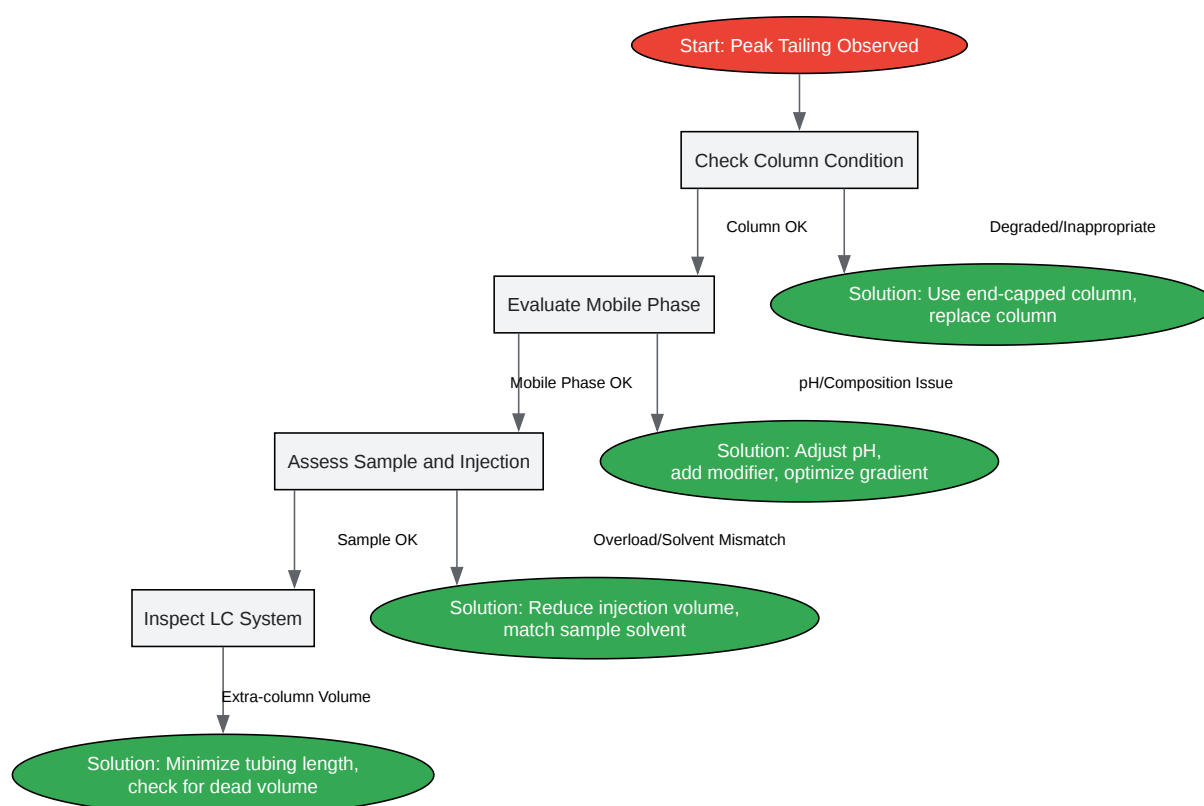 Start: Peak Tailing Observed
Check Column Condition
Column OK
Degraded/Inappropriate
Evaluate Mobile Phase
Solution: Use end-capped column,
replace column
Mobile Phase OK
pH/Composition Issue
Assess Sample and Injection
Solution: Adjust pH,
add modifier, optimize gradient
Sample OK
Overload/Solvent Mismatch
Inspect LC System
Solution: Reduce injection volume,
match sample solvent
Extra-column Volume
Solution: Minimize tubing length,
check for dead volume